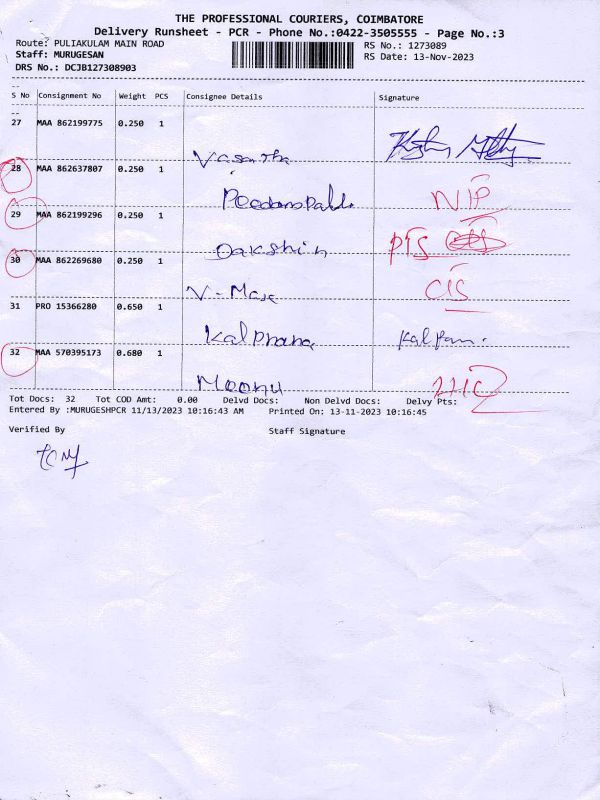 THE PROFESSIONAL COURIERS, COIMBATORE
Delivery Runsheet - PCR - Phone No.:0422-3505555 - Page No.:3
Route: PULIAKULAM MAIN ROAD
RS No.: 1273089
Staff: MURUGESAN
RS Date: 13-Nov-2023
DRS No.: DCJB127308903
S No Consignment No Weight PCS Consignee Details Signature
27 MAA 862199775 0.250 1
Vasantha
28 MAA 862637807 0.250 1
NIP
29 MAA 862199296 0.250 1
Dakshin PTS
30 MAA 862269680 0.250 1
V-Max CIS
31 PRO 15366280 0.650 1
Kalphana Kalpana.
32 MAA 570395173 0.680 1
Meenu
Tot Docs: 32 Tot COD Amt: 0.00 Delvd Docs: Non Delvd Docs: Delvy Pts:
Entered By :MURUGESHPCR 11/13/2023 10:16:43 AM Printed On: 13-11-2023 10:16:45
Verified By Staff Signature